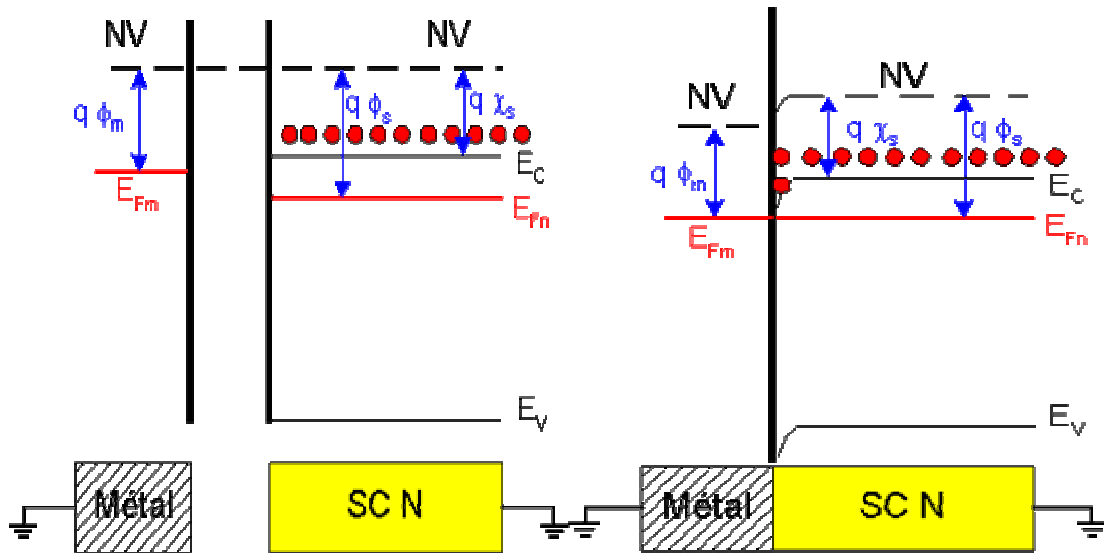 NV
NV
q ϕm
q ϕs
q χs
EC
EFm
EFn
EV
Métal
SC N
NV
NV
q χs
q ϕs
q ϕm
EC
EFm
EFn
EV
Métal
SC N